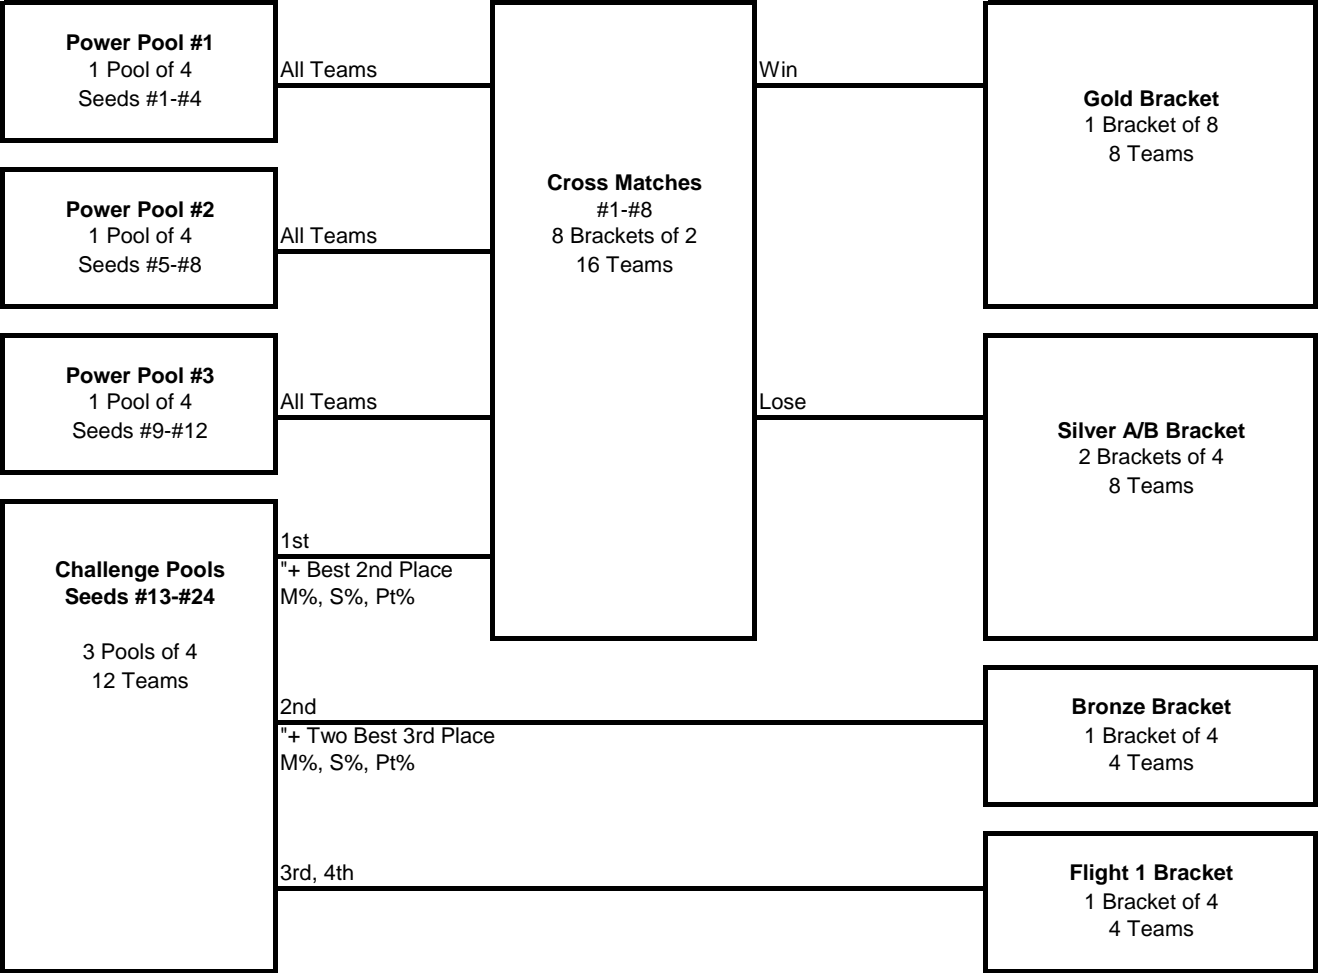 Power Pool #1
1 Pool of 4
Seeds #1-#4
All Teams
Power Pool #2
1 Pool of 4
Seeds #5-#8
All Teams
Power Pool #3
1 Pool of 4
Seeds #9-#12
All Teams
Challenge Pools
Seeds #13-#24
3 Pools of 4
12 Teams
1st
"+ Best 2nd Place
M%, S%, Pt%
2nd
"+ Two Best 3rd Place
M%, S%, Pt%
3rd, 4th
Cross Matches
#1-#8
8 Brackets of 2
16 Teams
Win
Lose
Gold Bracket
1 Bracket of 8
8 Teams
Silver A/B Bracket
2 Brackets of 4
8 Teams
Bronze Bracket
1 Bracket of 4
4 Teams
Flight 1 Bracket
1 Bracket of 4
4 Teams